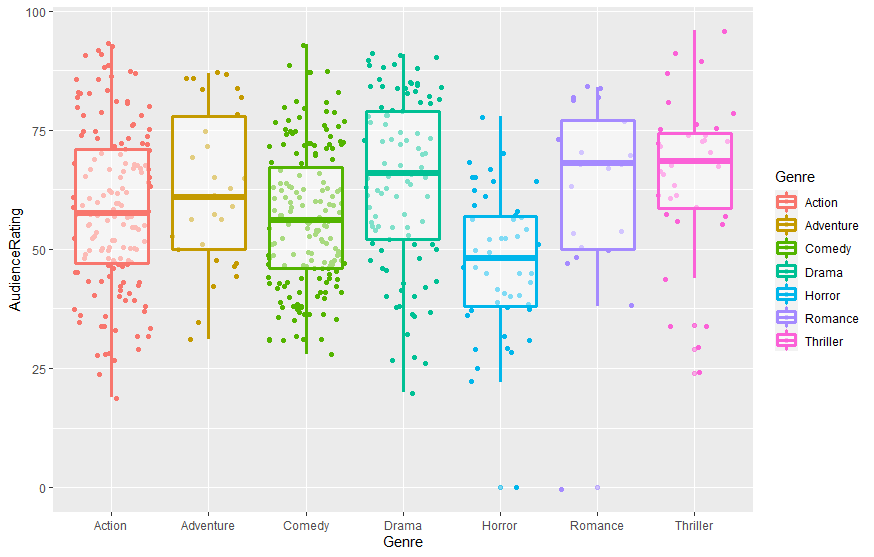 100
75
50
25
0
AudienceRating
Action Adventure Comedy Drama Horror Romance Thriller
Genre
Genre
Action
Adventure
Comedy
Drama
Horror
Romance
Thriller